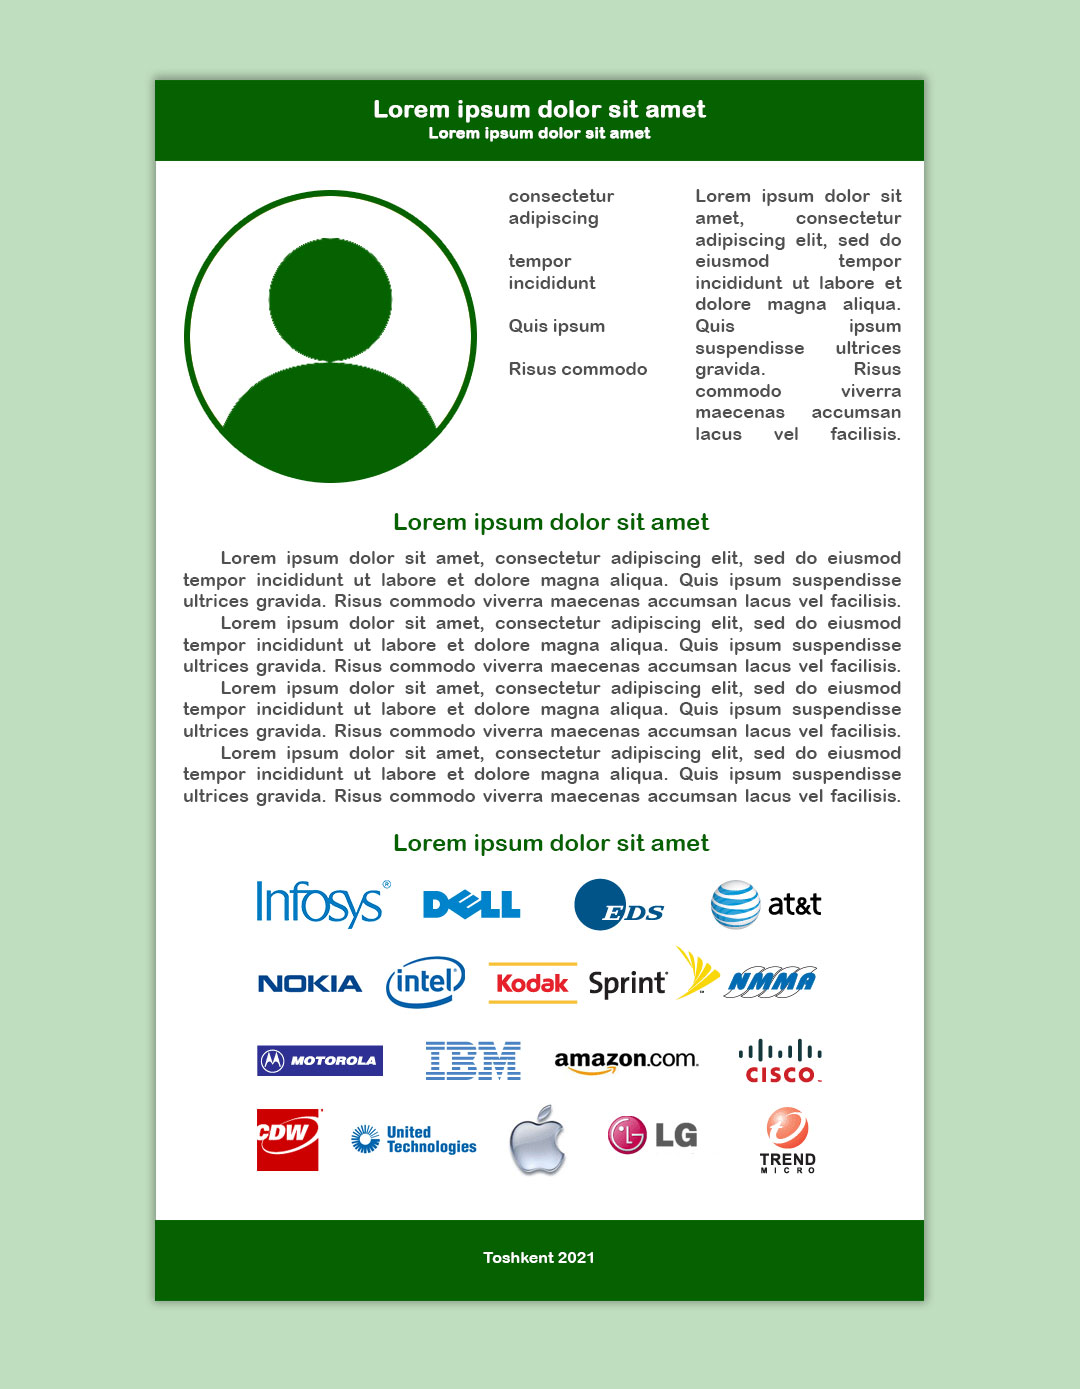 Lorem ipsum dolor sit amet
Lorem ipsum dolor sit amet
consectetur
adipiscing
tempor
incididunt
Quis ipsum
Risus commodo
Lorem ipsum dolor sit
amet, consectetur
adipiscing elit, sed do
eiusmod tempor
incididunt ut labore et
dolore magna aliqua.
Quis ipsum
suspendisse ultrices
gravida. Risus
commodo viverra
maecenas accumsan
lacus vel facilisis.
Lorem ipsum dolor sit amet
Lorem ipsum dolor sit amet, consectetur adipiscing elit, sed do eiusmod
tempor incididunt ut labore et dolore magna aliqua. Quis ipsum suspendisse
ultrices gravida. Risus commodo viverra maecenas accumsan lacus vel facilisis.
Lorem ipsum dolor sit amet, consectetur adipiscing elit, sed do eiusmod
tempor incididunt ut labore et dolore magna aliqua. Quis ipsum suspendisse
ultrices gravida. Risus commodo viverra maecenas accumsan lacus vel facilisis.
Lorem ipsum dolor sit amet, consectetur adipiscing elit, sed do eiusmod
tempor incididunt ut labore et dolore magna aliqua. Quis ipsum suspendisse
ultrices gravida. Risus commodo viverra maecenas accumsan lacus vel facilisis.
Lorem ipsum dolor sit amet, consectetur adipiscing elit, sed do eiusmod
tempor incididunt ut labore et dolore magna aliqua. Quis ipsum suspendisse
ultrices gravida. Risus commodo viverra maecenas accumsan lacus vel facilisis.
Lorem ipsum dolor sit amet
Infosys®
DELL
EDS
at&t
NOKIA
intel®
Kodak
Sprint
NMMA
MOTOROLA
IBM
amazon.com.
CISCO™
CDW
United
Technologies
LG
TREND
MICRO
Toshkent 2021